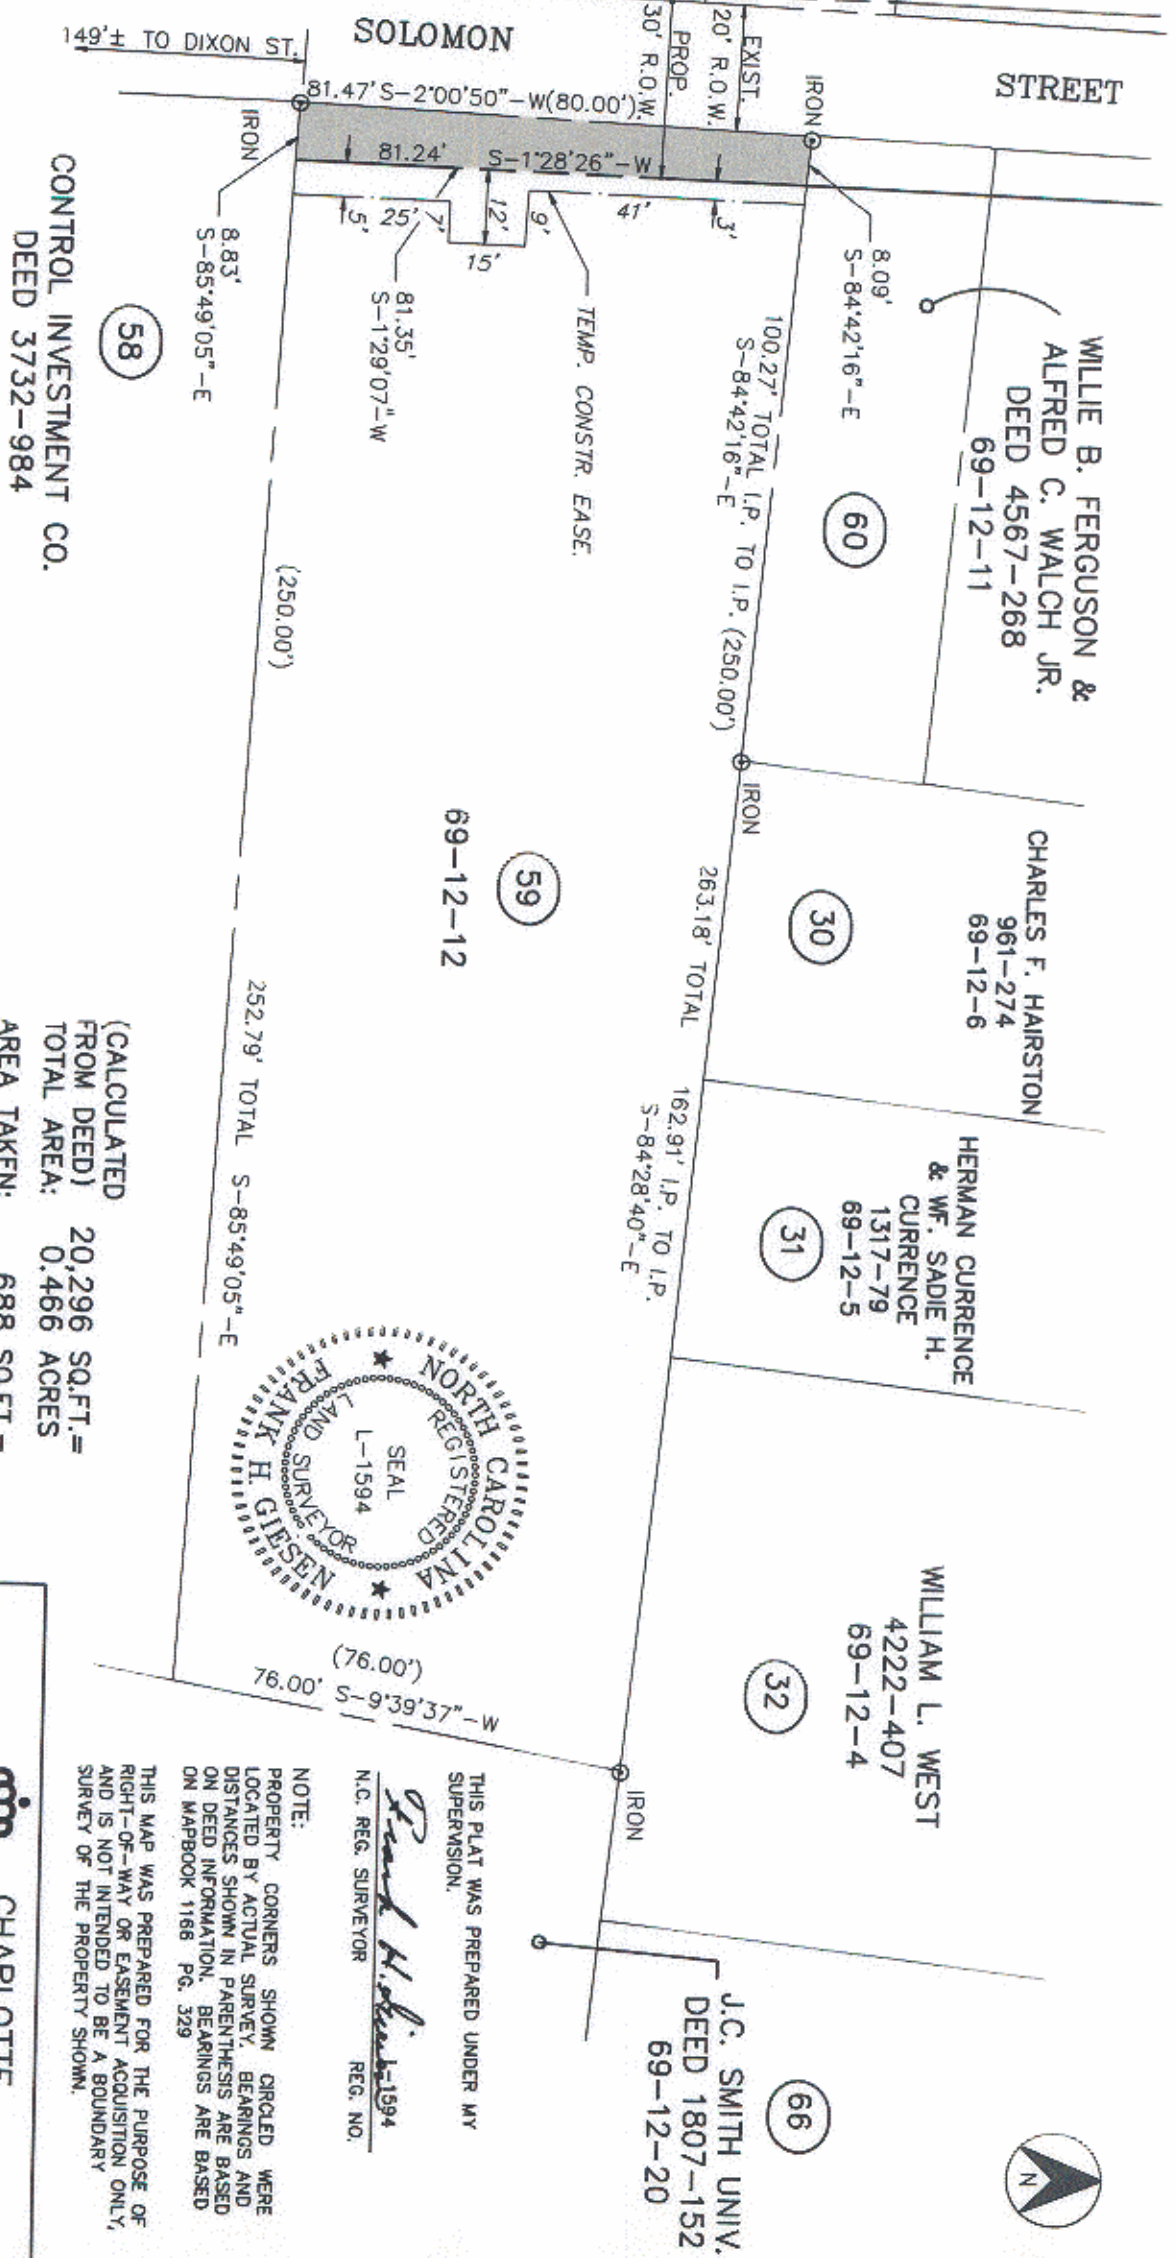 SOLOMON
STREET
149'± TO DIXON ST.
81.47' S-2°00'50"-W(80.00')
EXIST.
20' R.O.W.
PROP.
30' R.O.W.
IRON
IRON
81.24'
S-1°28'26"-W
5'
25'
7'
12'
9'
15'
41'
3'
8.83'
S-85°49'05"-E
8.09'
S-84°42'16"-E
81.35'
S-1°29'07"-W
TEMP. CONSTR. EASE.
WILLIE B. FERGUSON &
ALFRED C. WALCH JR.
DEED 4567-268
69-12-11
60
100.27' TOTAL I.P. TO I.P. (250.00')
S-84°42'16"-E
IRON
CONTROL INVESTMENT CO.
DEED 3732-984
58
(250.00')
252.79' TOTAL S-85°49'05"-E
59
69-12-12
CHARLES F. HAIRSTON
961-274
69-12-6
30
263.18' TOTAL
162.91' I.P. TO I.P.
S-84°28'40"-E
HERMAN CURRENCE
& WF. SADIE H.
CURRENCE
1317-79
69-12-5
31
WILLIAM L. WEST
4222-407
69-12-4
32
IRON
J.C. SMITH UNIV.
DEED 1807-152
69-12-20
66
N
(76.00')
76.00' S-9°39'37"-W
NORTH CAROLINA
REGISTERED
SEAL
L-1594
LAND SURVEYOR
FRANK H. GIESEN
(CALCULATED
FROM DEED) 20,296 SQ.FT.=
TOTAL AREA: 0.466 ACRES
AREA TAKEN: 688 SQ.FT.=
THIS PLAT WAS PREPARED UNDER MY
SUPERVISION.
Frank H. Giesen L-1594
N.C. REG. SURVEYOR REG. NO.
NOTE:
PROPERTY CORNERS SHOWN CIRCLED WERE
LOCATED BY ACTUAL SURVEY. BEARINGS AND
DISTANCES SHOWN IN PARENTHESIS ARE BASED
ON DEED INFORMATION. BEARINGS ARE BASED
ON MAPBOOK 1166 PG. 329
THIS MAP WAS PREPARED FOR THE PURPOSE OF
RIGHT-OF-WAY OR EASEMENT ACQUISITION ONLY,
AND IS NOT INTENDED TO BE A BOUNDARY
SURVEY OF THE PROPERTY SHOWN.
CHARLOTTE